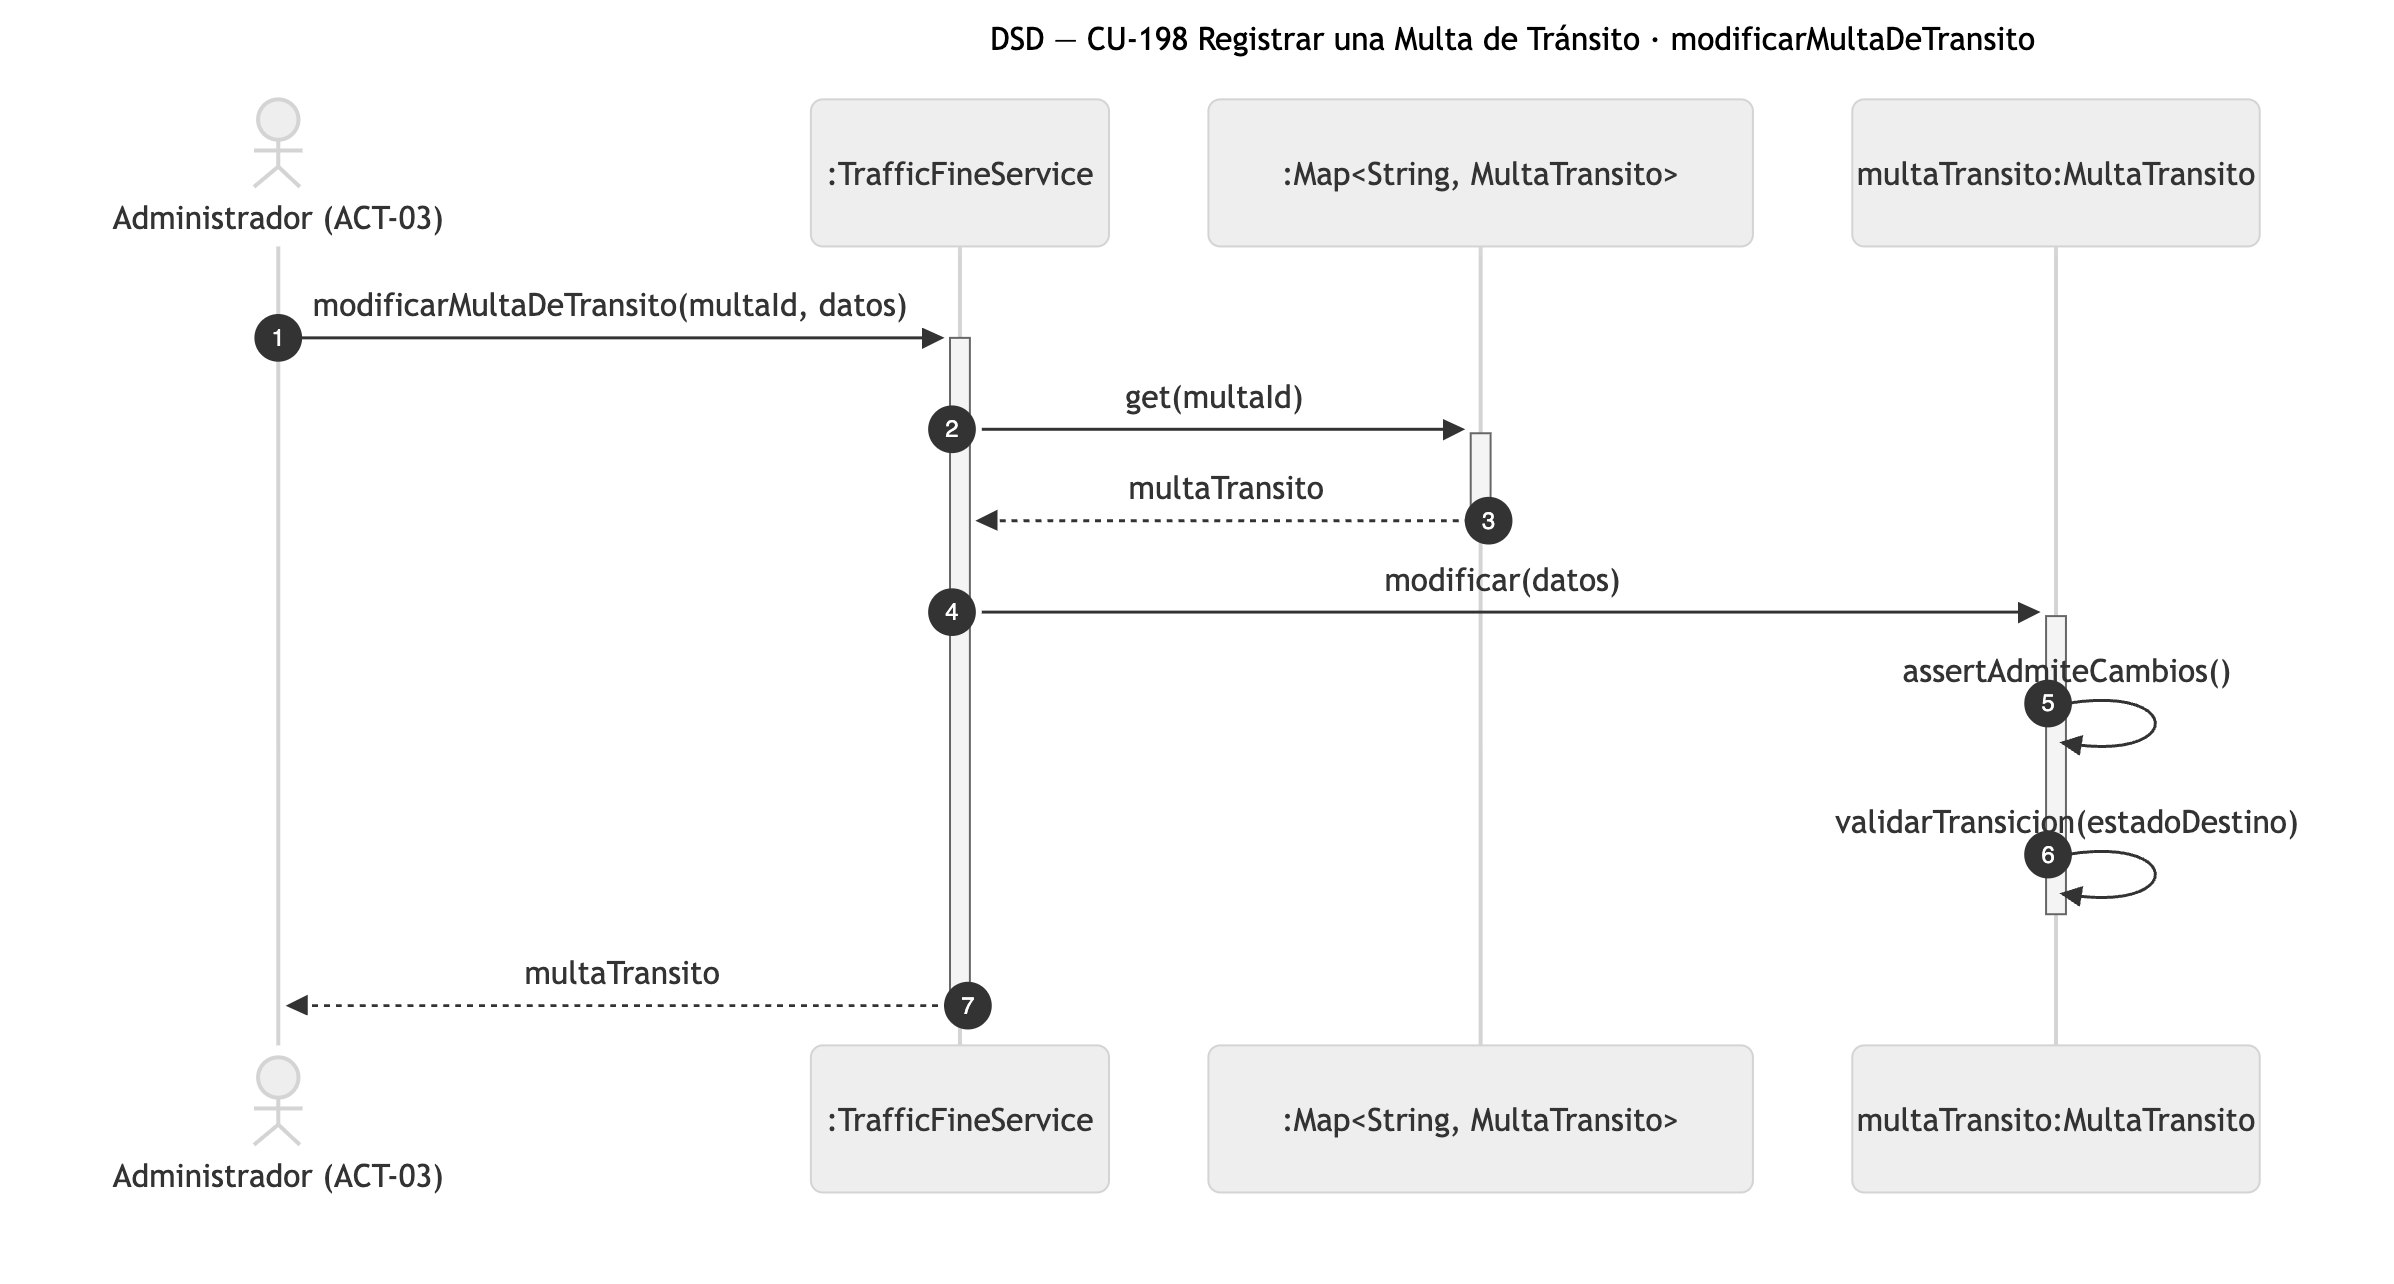 DSD — CU-198 Registrar una Multa de Tránsito · modificarMultaDeTransito
Administrador (ACT-03)
:TrafficFineService
:Map<String, MultaTransito>
multaTransito:MultaTransito
modificarMultaDeTransito(multaId, datos)
1
get(multaId)
2
multaTransito
3
modificar(datos)
4
assertAdmiteCambios()
5
validarTransicion(estadoDestino)
6
multaTransito
7
Administrador (ACT-03)
:TrafficFineService
:Map<String, MultaTransito>
multaTransito:MultaTransito